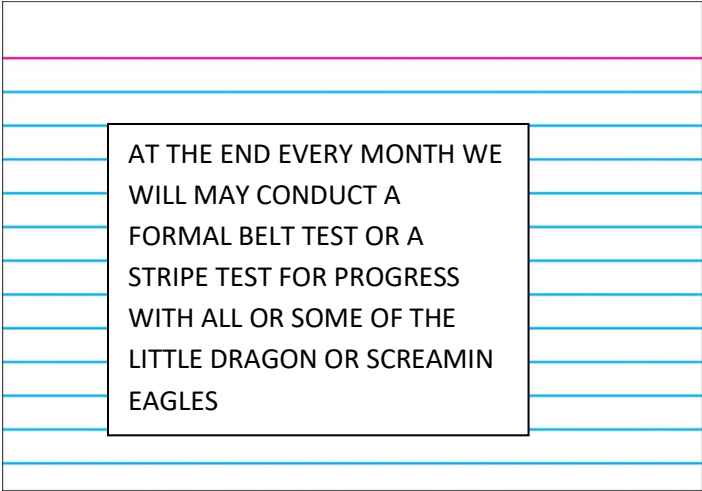 AT THE END EVERY MONTH WE
WILL MAY CONDUCT A
FORMAL BELT TEST OR A
STRIPE TEST FOR PROGRESS
WITH ALL OR SOME OF THE
LITTLE DRAGON OR SCREAMIN
EAGLES